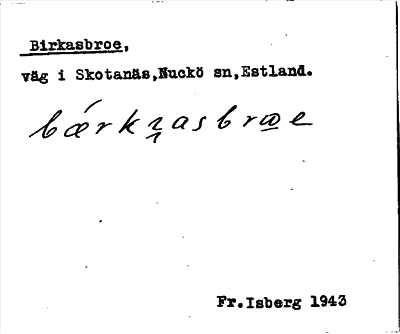 Birkasbroe,
väg i Skotanäs,Nuckö sn,Estland.
Fr.Isberg 1943